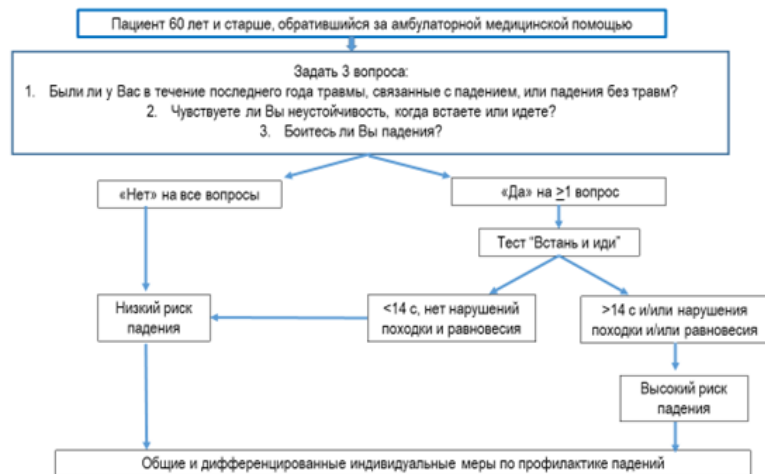 Пациент 60 лет и старше, обратившийся за амбулаторной медицинской помощью
Задать 3 вопроса:
1. Были ли у Вас в течение последнего года травмы, связанные с падением, или падения без травм?
2. Чувствуете ли Вы неустойчивость, когда встаете или идете?
3. Боитесь ли Вы падения?
«Нет» на все вопросы
«Да» на ≥1 вопрос
Тест “Встань и иди”
Низкий риск
падения
<14 с, нет нарушений
походки и равновесия
>14 с и/или нарушения
походки и/или равновесия
Высокий риск
падения
Общие и дифференцированные индивидуальные меры по профилактике падений